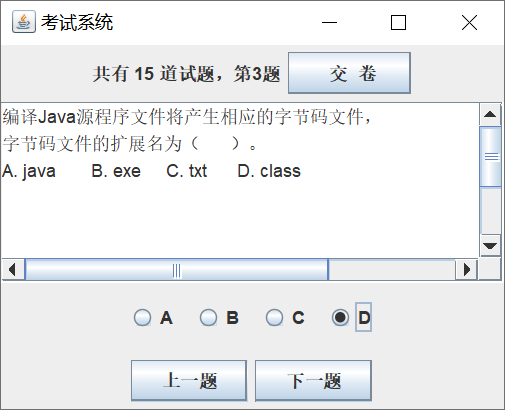 考试系统
共有 15 道试题，第3题 交 卷
编译Java源程序文件将产生相应的字节码文件，
字节码文件的扩展名为（ ）。
A. java B. exe C. txt D. class
A B C D
上一题 下一题